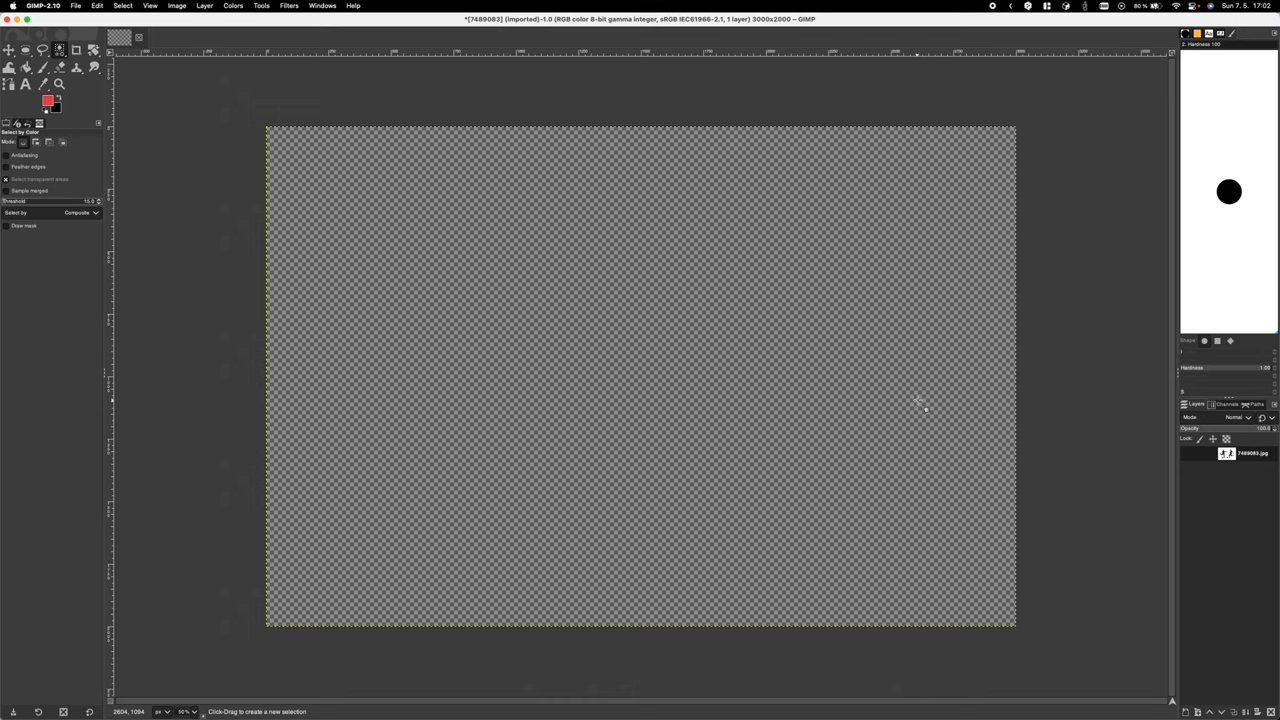 GIMP-2.10 File Edit Select View Image Layer Colors Tools Filters Windows Help
80 % Sun 7. 5. 17:02
*[7489083] (imported)-1.0 (RGB color 8-bit gamma integer, sRGB IEC61966-2.1, 1 layer) 3000x2000 – GIMP
2. Hardness 100
Select by Color
Mode:
Antialiasing
Feather edges
Select transparent areas
Sample merged
Threshold 15.0
Select by Composite
Draw mask
Shape:
Hardness 1.00
Layers Channels Paths
Mode Normal
Opacity 100.0
Lock:
7489083.jpg
2604, 1094 px 50% Click-Drag to create a new selection